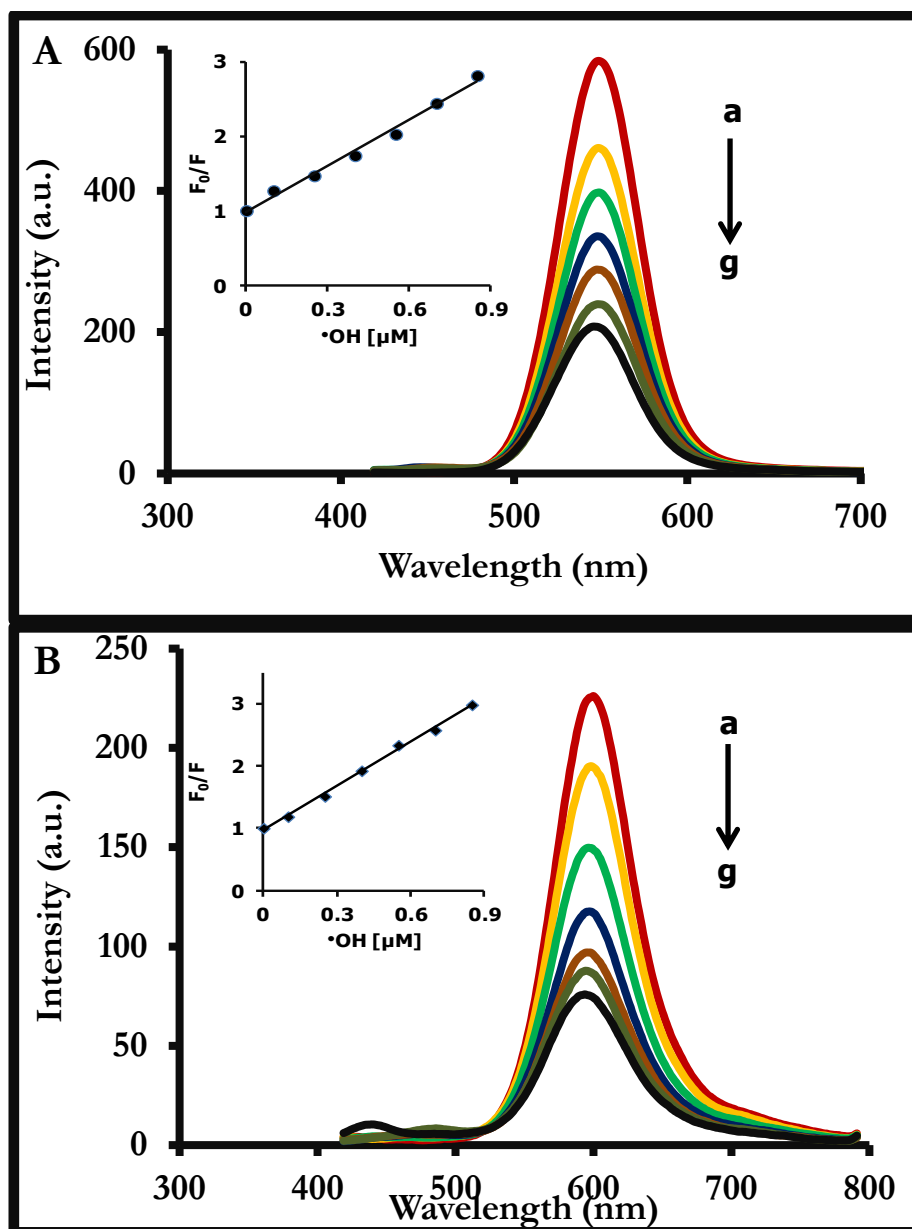 A
600
400
200
0
300 400 500 600 700
Intensity (a.u.)
Wavelength (nm)
3
2
1
0
0 0.3 0.6 0.9
F₀/F
•OH [µM]
a
g
B
250
200
150
100
50
0
300 400 500 600 700 800
Intensity (a.u.)
Wavelength (nm)
3
2
1
0
0 0.3 0.6 0.9
F₀/F
•OH [µM]
a
g